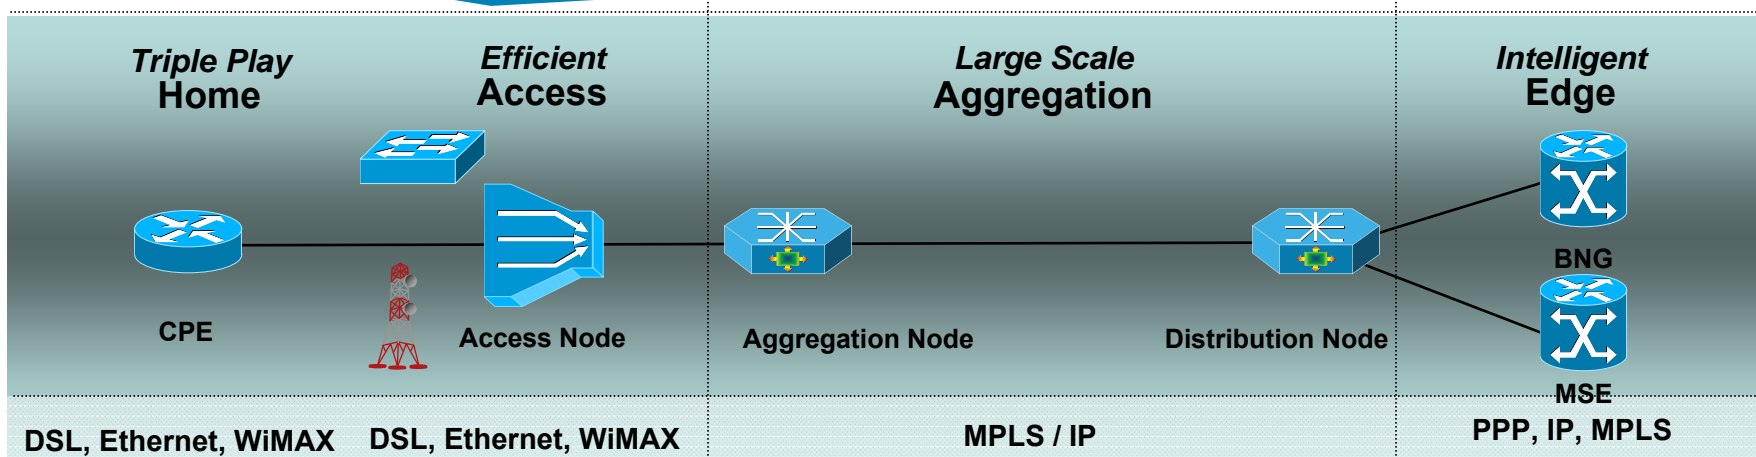 Triple Play
Home
Efficient
Access
Large Scale
Aggregation
Intelligent
Edge
BNG
CPE
Access Node
Aggregation Node
Distribution Node
MSE
DSL, Ethernet, WiMAX
DSL, Ethernet, WiMAX
MPLS / IP
PPP, IP, MPLS